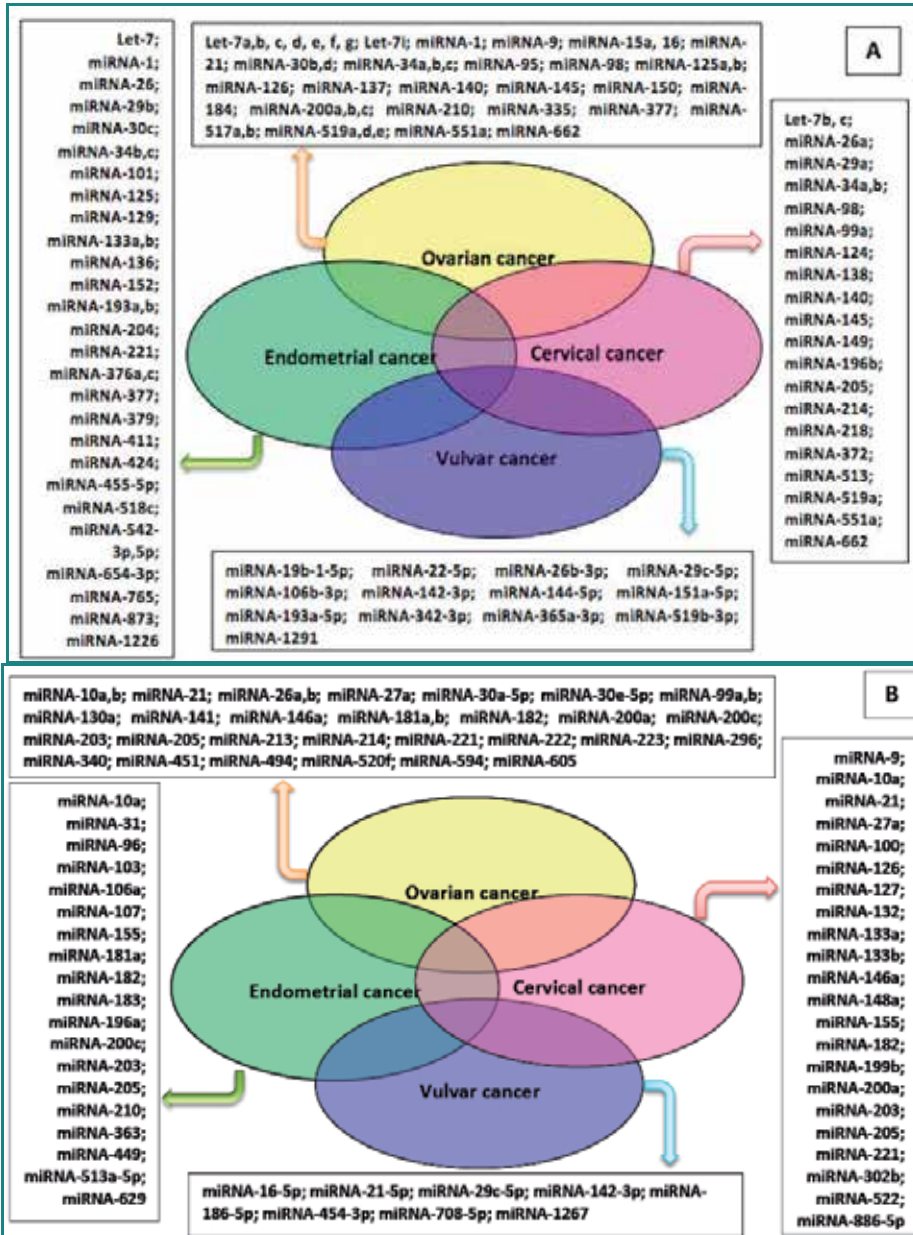 Let-7;
miRNA-1;
miRNA-26;
miRNA-29b;
miRNA-30c;
miRNA-34b,c;
miRNA-101;
miRNA-125;
miRNA-129;
miRNA-133a,b;
miRNA-136;
miRNA-152;
miRNA-193a,b;
miRNA-204;
miRNA-221;
miRNA-376a,c;
miRNA-377;
miRNA-379;
miRNA-411;
miRNA-424;
miRNA-455-5p;
miRNA-518c;
miRNA-542-
3p,5p;
miRNA-654-3p;
miRNA-765;
miRNA-873;
miRNA-1226
Let-7a,b, c, d, e, f, g; Let-7i; miRNA-1; miRNA-9; miRNA-15a, 16; miRNA-
21; miRNA-30b,d; miRNA-34a,b,c; miRNA-95; miRNA-98; miRNA-125a,b;
miRNA-126; miRNA-137; miRNA-140; miRNA-145; miRNA-150; miRNA-
184; miRNA-200a,b,c; miRNA-210; miRNA-335; miRNA-377; miRNA-
517a,b; miRNA-519a,d,e; miRNA-551a; miRNA-662
A
Let-7b, c;
miRNA-26a;
miRNA-29a;
miRNA-34a,b;
miRNA-98;
miRNA-99a;
miRNA-124;
miRNA-138;
miRNA-140;
miRNA-145;
miRNA-149;
miRNA-196b;
miRNA-205;
miRNA-214;
miRNA-218;
miRNA-372;
miRNA-513;
miRNA-519a;
miRNA-551a;
miRNA-662
Ovarian cancer
Endometrial cancer
Cervical cancer
Vulvar cancer
miRNA-19b-1-5p; miRNA-22-5p; miRNA-26b-3p; miRNA-29c-5p;
miRNA-106b-3p; miRNA-142-3p; miRNA-144-5p; miRNA-151a-5p;
miRNA-193a-5p; miRNA-342-3p; miRNA-365a-3p; miRNA-519b-3p;
miRNA-1291
miRNA-10a,b; miRNA-21; miRNA-26a,b; miRNA-27a; miRNA-30a-5p; miRNA-30e-5p; miRNA-99a,b;
miRNA-130a; miRNA-141; miRNA-146a; miRNA-181a,b; miRNA-182; miRNA-200a; miRNA-200c;
miRNA-203; miRNA-205; miRNA-213; miRNA-214; miRNA-221; miRNA-222; miRNA-223; miRNA-296;
miRNA-340; miRNA-451; miRNA-494; miRNA-520f; miRNA-594; miRNA-605
B
miRNA-10a;
miRNA-31;
miRNA-96;
miRNA-103;
miRNA-106a;
miRNA-107;
miRNA-155;
miRNA-181a;
miRNA-182;
miRNA-183;
miRNA-196a;
miRNA-200c;
miRNA-203;
miRNA-205;
miRNA-210;
miRNA-363;
miRNA-449;
miRNA-513a-5p;
miRNA-629
miRNA-9;
miRNA-10a;
miRNA-21;
miRNA-27a;
miRNA-100;
miRNA-126;
miRNA-127;
miRNA-132;
miRNA-133a;
miRNA-133b;
miRNA-146a;
miRNA-148a;
miRNA-155;
miRNA-182;
miRNA-199b;
miRNA-200a;
miRNA-203;
miRNA-205;
miRNA-221;
miRNA-302b;
miRNA-522;
miRNA-886-5p
Ovarian cancer
Endometrial cancer
Cervical cancer
Vulvar cancer
miRNA-16-5p; miRNA-21-5p; miRNA-29c-5p; miRNA-142-3p; miRNA-
186-5p; miRNA-454-3p; miRNA-708-5p; miRNA-1267